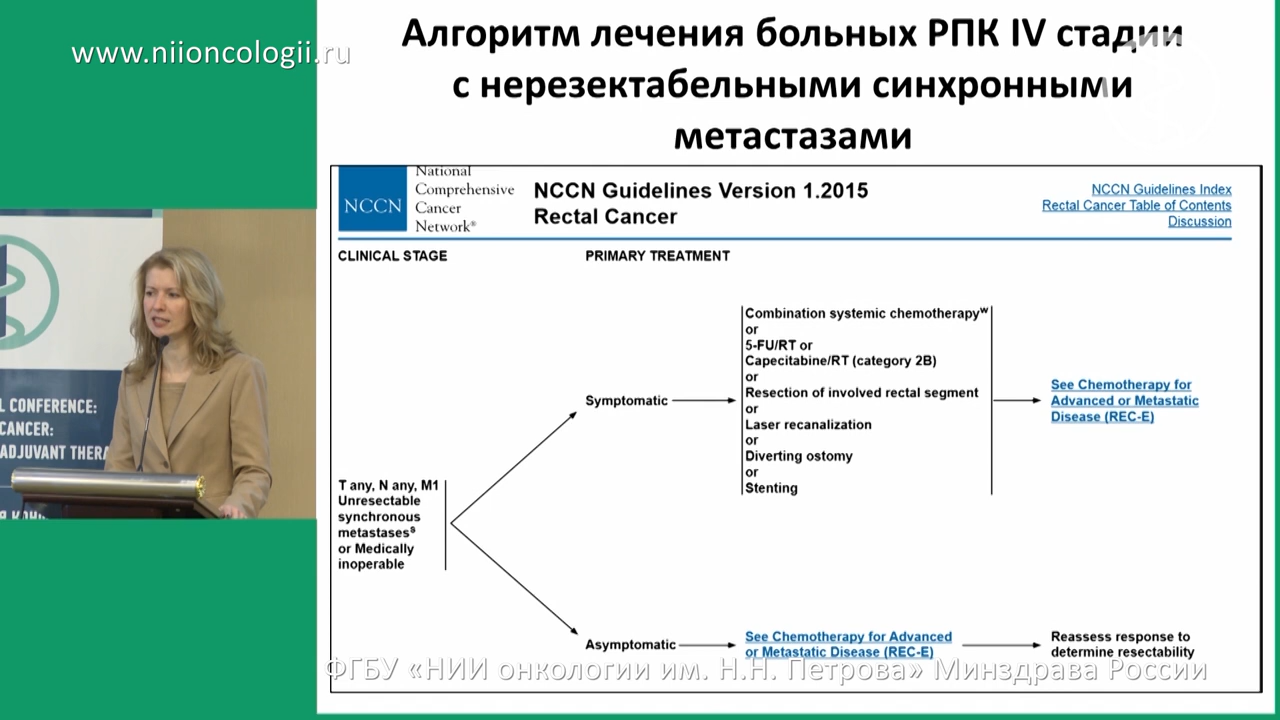 www.niioncologii.ru
Алгоритм лечения больных РПК IV стадии
с нерезектабельными синхронными
метастазами
National
Comprehensive
Cancer
Network®
NCCN
NCCN Guidelines Version 1.2015
Rectal Cancer
NCCN Guidelines Index
Rectal Cancer Table of Contents
Discussion
CLINICAL STAGE
PRIMARY TREATMENT
Combination systemic chemotherapyʷ
or
5-FU/RT or
Capecitabine/RT (category 2B)
or
Resection of involved rectal segment
or
Laser recanalization
or
Diverting ostomy
or
Stenting
Symptomatic
See Chemotherapy for
Advanced or Metastatic
Disease (REC-E)
T any, N any, M1
Unresectable
synchronous
metastasesˢ
or Medically
inoperable
Asymptomatic
See Chemotherapy for Advanced
or Metastatic Disease (REC-E)
Reassess response to
determine resectability
L CONFERENCE:
CANCER:
ADJUVANT THERA
ФГБУ «НИИ онкологии им. Н.Н. Петрова» Минздрава России